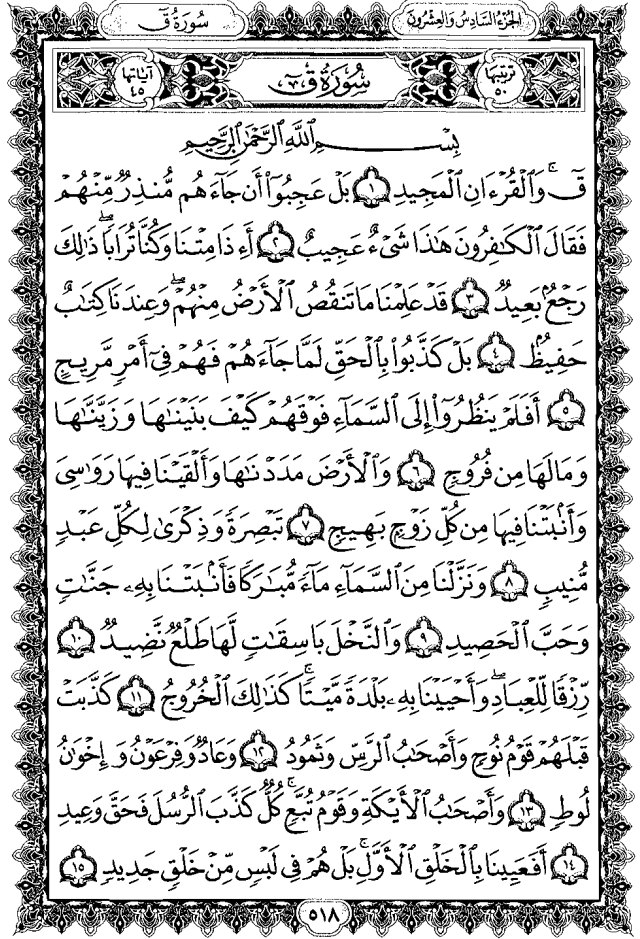 الجزء السادس والعشرون سورة ق
ترتيبها ٥٠ سُورَةُ ق آياتها ٤٥
بِسْمِ ٱللَّهِ ٱلرَّحْمَٰنِ ٱلرَّحِيمِ
قٓ ۚ وَٱلْقُرْءَانِ ٱلْمَجِيدِ ١ بَلْ عَجِبُوٓا۟ أَن جَآءَهُم مُّنذِرٌ مِّنْهُمْ
فَقَالَ ٱلْكَٰفِرُونَ هَٰذَا شَىْءٌ عَجِيبٌ ٢ أَءِذَا مِتْنَا وَكُنَّا تُرَابًا ۖ ذَٰلِكَ
رَجْعٌۢ بَعِيدٌ ٣ قَدْ عَلِمْنَا مَا تَنقُصُ ٱلْأَرْضُ مِنْهُمْ ۖ وَعِندَنَا كِتَٰبٌ
حَفِيظٌۢ ٤ بَلْ كَذَّبُوا۟ بِٱلْحَقِّ لَمَّا جَآءَهُمْ فَهُمْ فِىٓ أَمْرٍ مَّرِيجٍ
٥ أَفَلَمْ يَنظُرُوٓا۟ إِلَى ٱلسَّمَآءِ فَوْقَهُمْ كَيْفَ بَنَيْنَٰهَا وَزَيَّنَّٰهَا
وَمَا لَهَا مِن فُرُوجٍ ٦ وَٱلْأَرْضَ مَدَدْنَٰهَا وَأَلْقَيْنَا فِيهَا رَوَٰسِىَ
وَأَنۢبَتْنَا فِيهَا مِن كُلِّ زَوْجٍۭ بَهِيجٍ ٧ تَبْصِرَةً وَذِكْرَىٰ لِكُلِّ عَبْدٍ
مُّنِيبٍ ٨ وَنَزَّلْنَا مِنَ ٱلسَّمَآءِ مَآءً مُّبَٰرَكًا فَأَنۢبَتْنَا بِهِۦ جَنَّٰتٍ
وَحَبَّ ٱلْحَصِيدِ ٩ وَٱلنَّخْلَ بَاسِقَٰتٍ لَّهَا طَلْعٌ نَّضِيدٌ ١٠
رِّزْقًا لِّلْعِبَادِ ۖ وَأَحْيَيْنَا بِهِۦ بَلْدَةً مَّيْتًا ۚ كَذَٰلِكَ ٱلْخُرُوجُ ١١ كَذَّبَتْ
قَبْلَهُمْ قَوْمُ نُوحٍ وَأَصْحَٰبُ ٱلرَّسِّ وَثَمُودُ ١٢ وَعَادٌ وَفِرْعَوْنُ وَإِخْوَٰنُ
لُوطٍ ١٣ وَأَصْحَٰبُ ٱلْأَيْكَةِ وَقَوْمُ تُبَّعٍ ۚ كُلٌّ كَذَّبَ ٱلرُّسُلَ فَحَقَّ وَعِيدِ
١٤ أَفَعَيِينَا بِٱلْخَلْقِ ٱلْأَوَّلِ ۚ بَلْ هُمْ فِى لَبْسٍ مِّنْ خَلْقٍ جَدِيدٍ ١٥
٥١٨